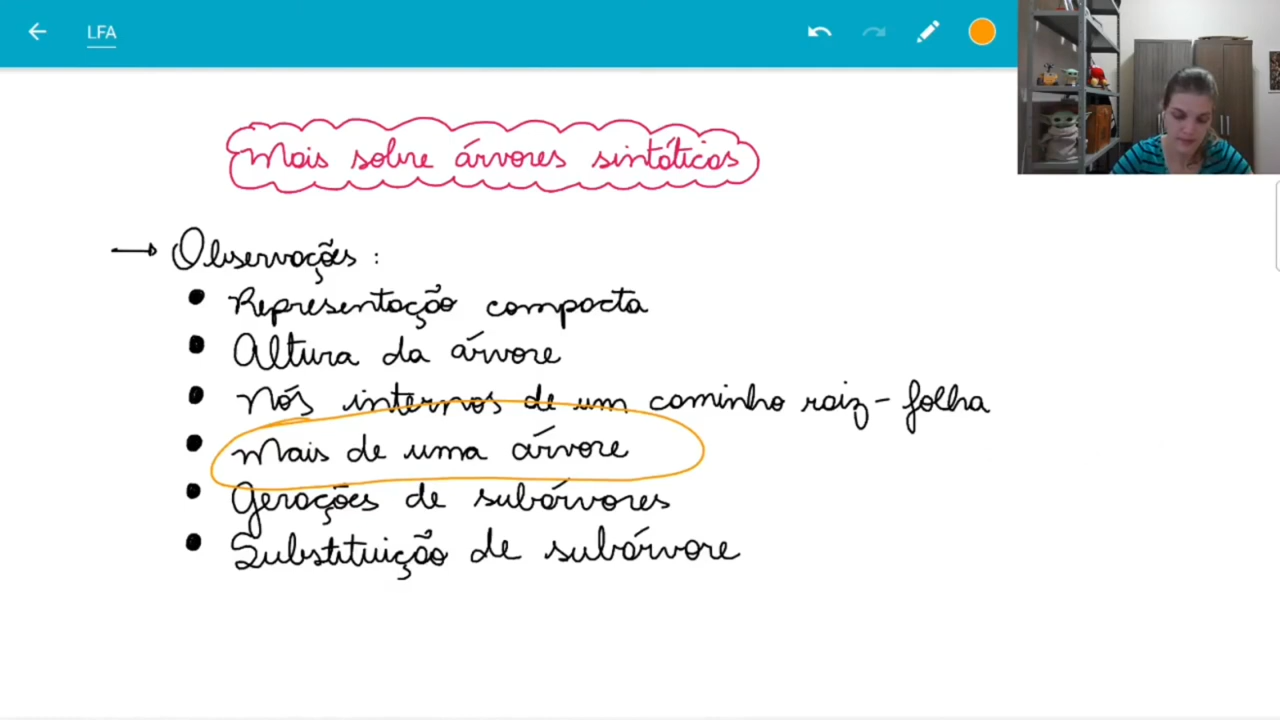 LFA
Mais sobre árvores sintáticas
→ Observações :
• Representação compacta
• Altura da árvore
• Nós internos de um caminho raiz-folha
• Mais de uma árvore
• Gerações de subárvores
• Substituição de subárvore